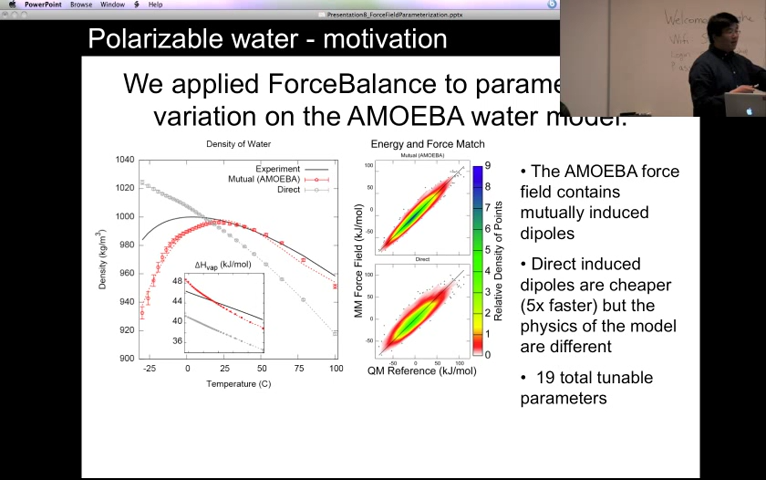 PowerPoint Browse Window Help
Presentation8_ForceFieldParameterization.pptx
Polarizable water - motivation
We applied ForceBalance to parame
variation on the AMOEBA water model.
Density of Water
1040
1020
1000
980
960
940
920
900
Density (kg/m³)
-25
0
25
50
75
100
Temperature (C)
Experiment
Mutual (AMOEBA)
Direct
ΔHvap (kJ/mol)
48
44
40
36
Energy and Force Match
Mutual (AMOEBA)
100
50
0
-50
Direct
100
50
0
-50
MM Force Field (kJ/mol)
-50
0
50
100
QM Reference (kJ/mol)
9
8
7
6
5
4
3
2
1
0
Relative Density of Points
• The AMOEBA force
field contains
mutually induced
dipoles
• Direct induced
dipoles are cheaper
(5x faster) but the
physics of the model
are different
• 19 total tunable
parameters
Welcome